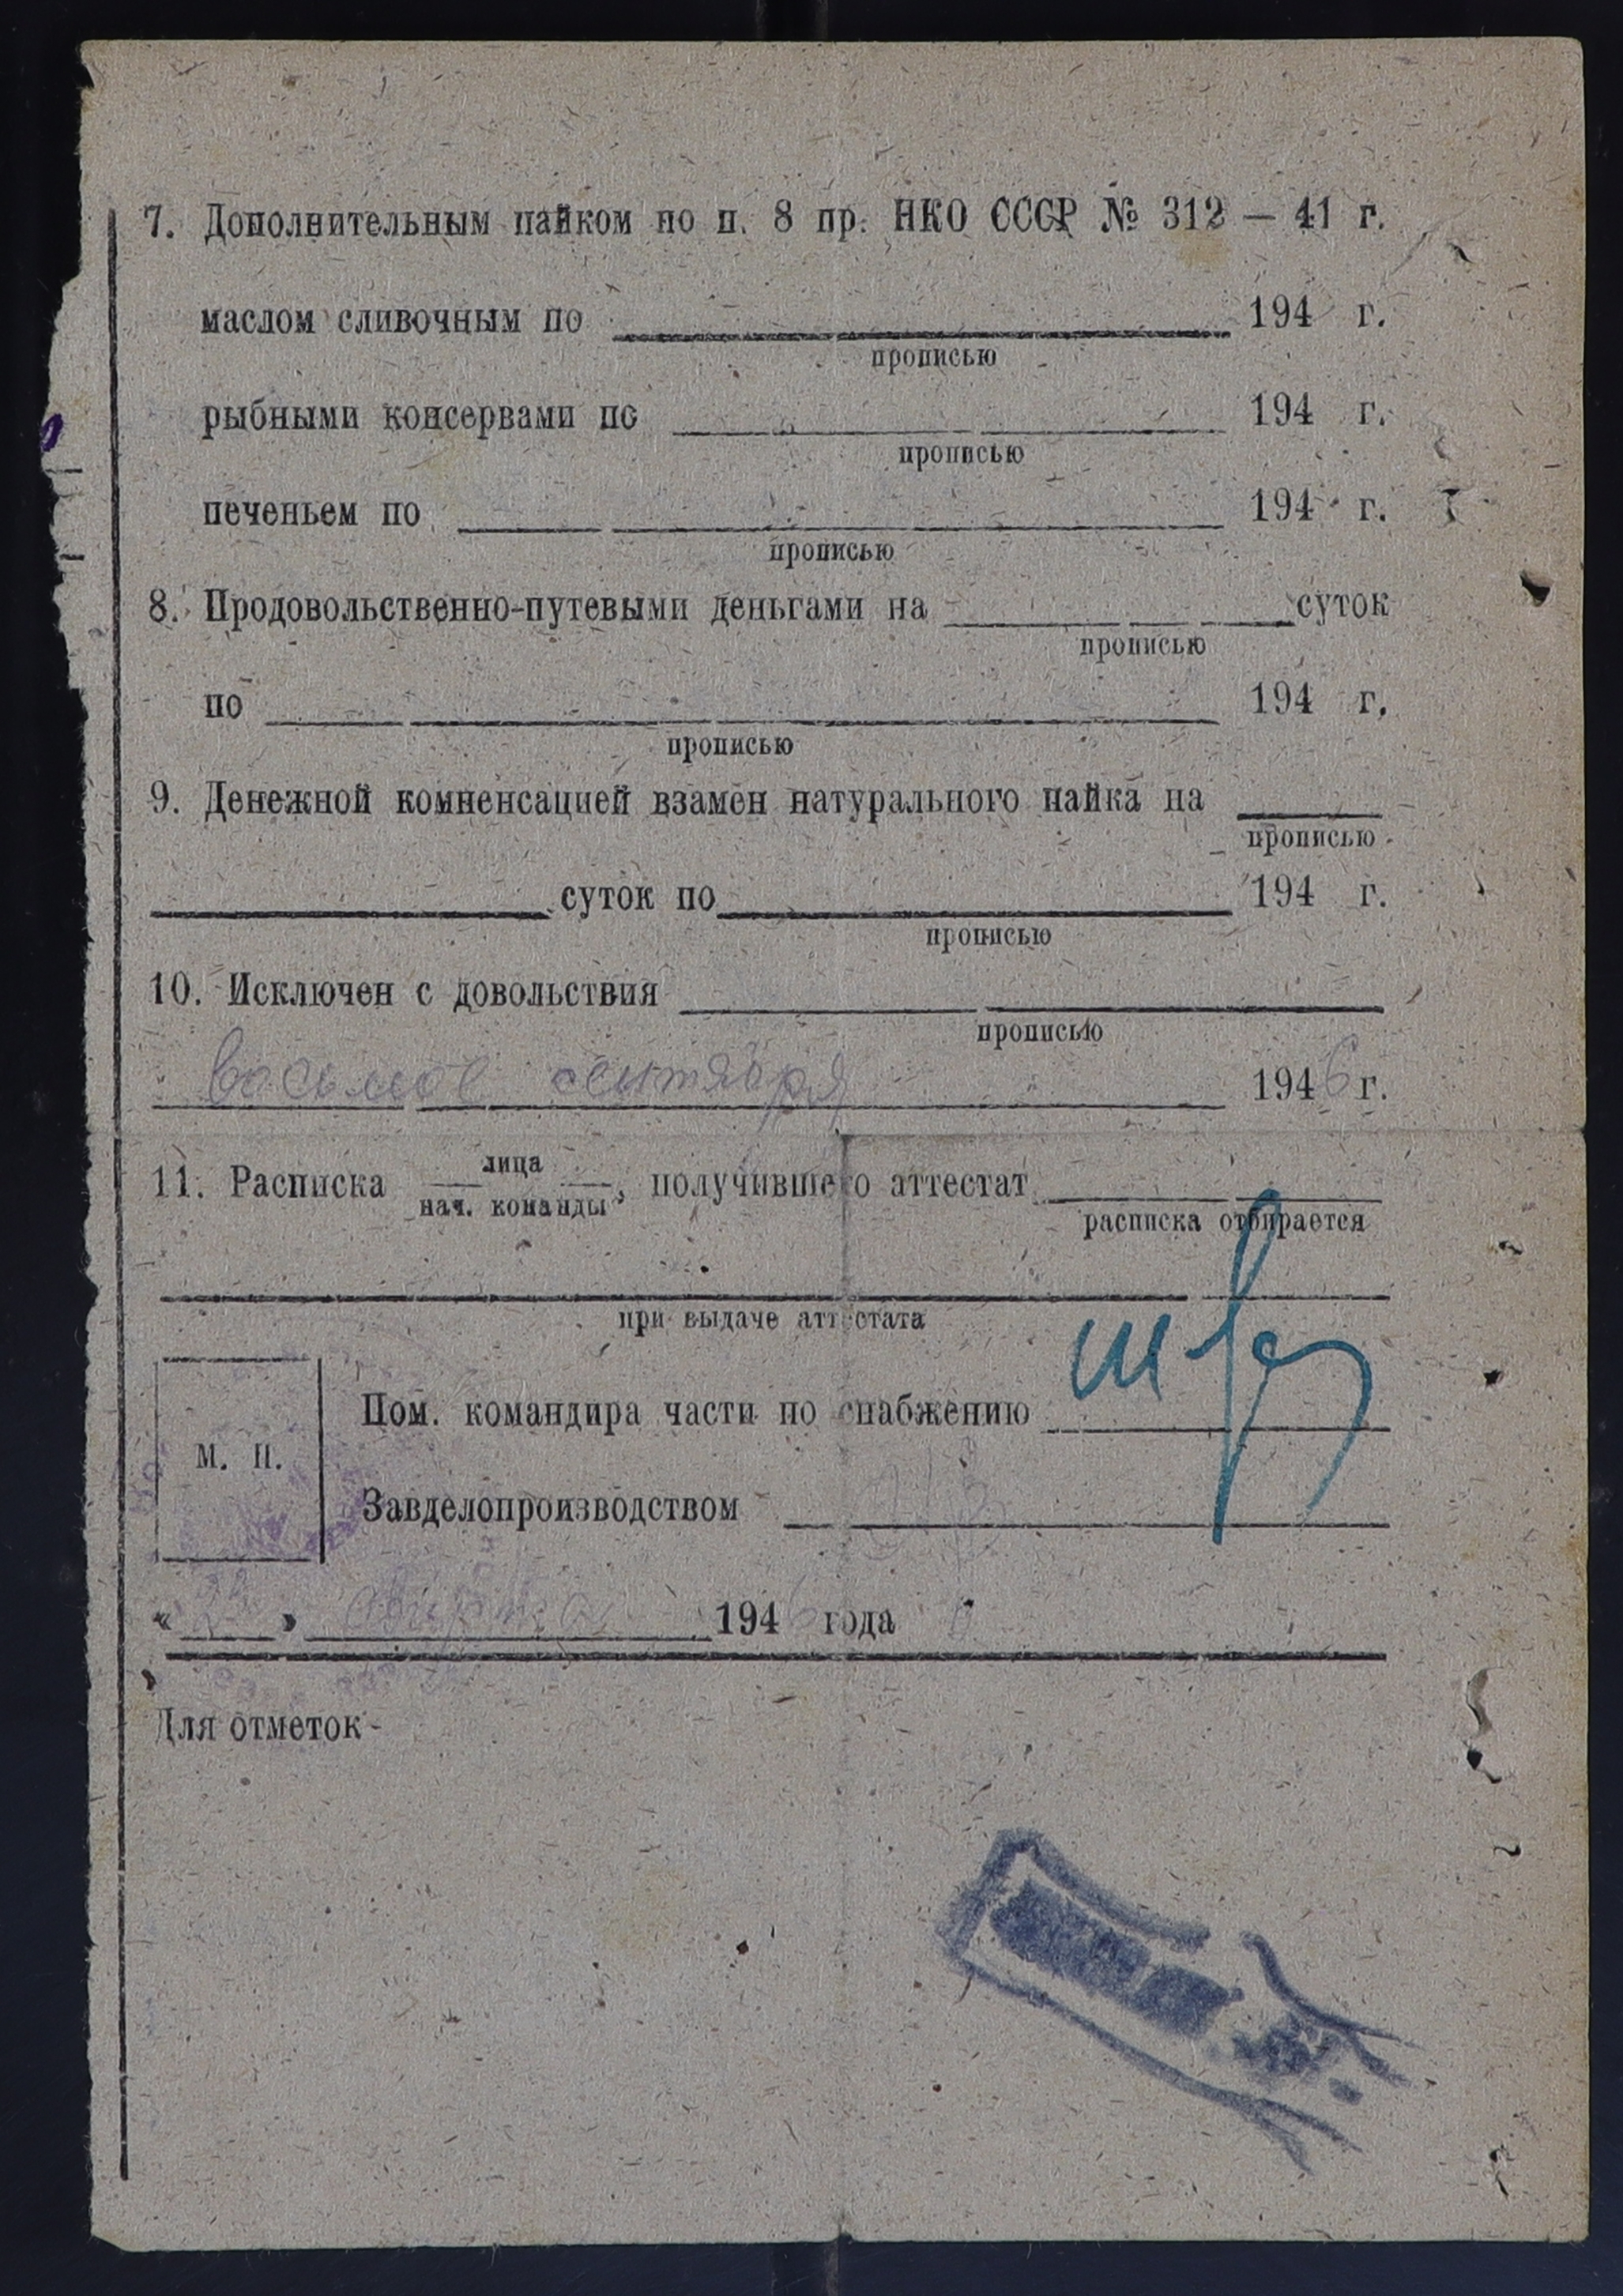 7. Дополнительным пайком по п. 8 пр. НКО СССР № 312 — 41 г.
маслом сливочным по 194 г.
прописью
рыбными консервами по 194 г.
прописью
печеньем по 194 г.
прописью
8. Продовольственно-путевыми деньгами на суток
прописью
по 194 г.
прописью
9. Денежной компенсацией взамен натурального пайка на
прописью
суток по 194 г.
прописью
10. Исключен с довольствия
прописью
восьмое сентября 1946 г.
11. Расписка лица
нач. команды, получившего аттестат
расписка отбирается
при выдаче аттестата
Пом. командира части по снабжению
М. П.
Завделопроизводством
« » 194 года
Для отметок